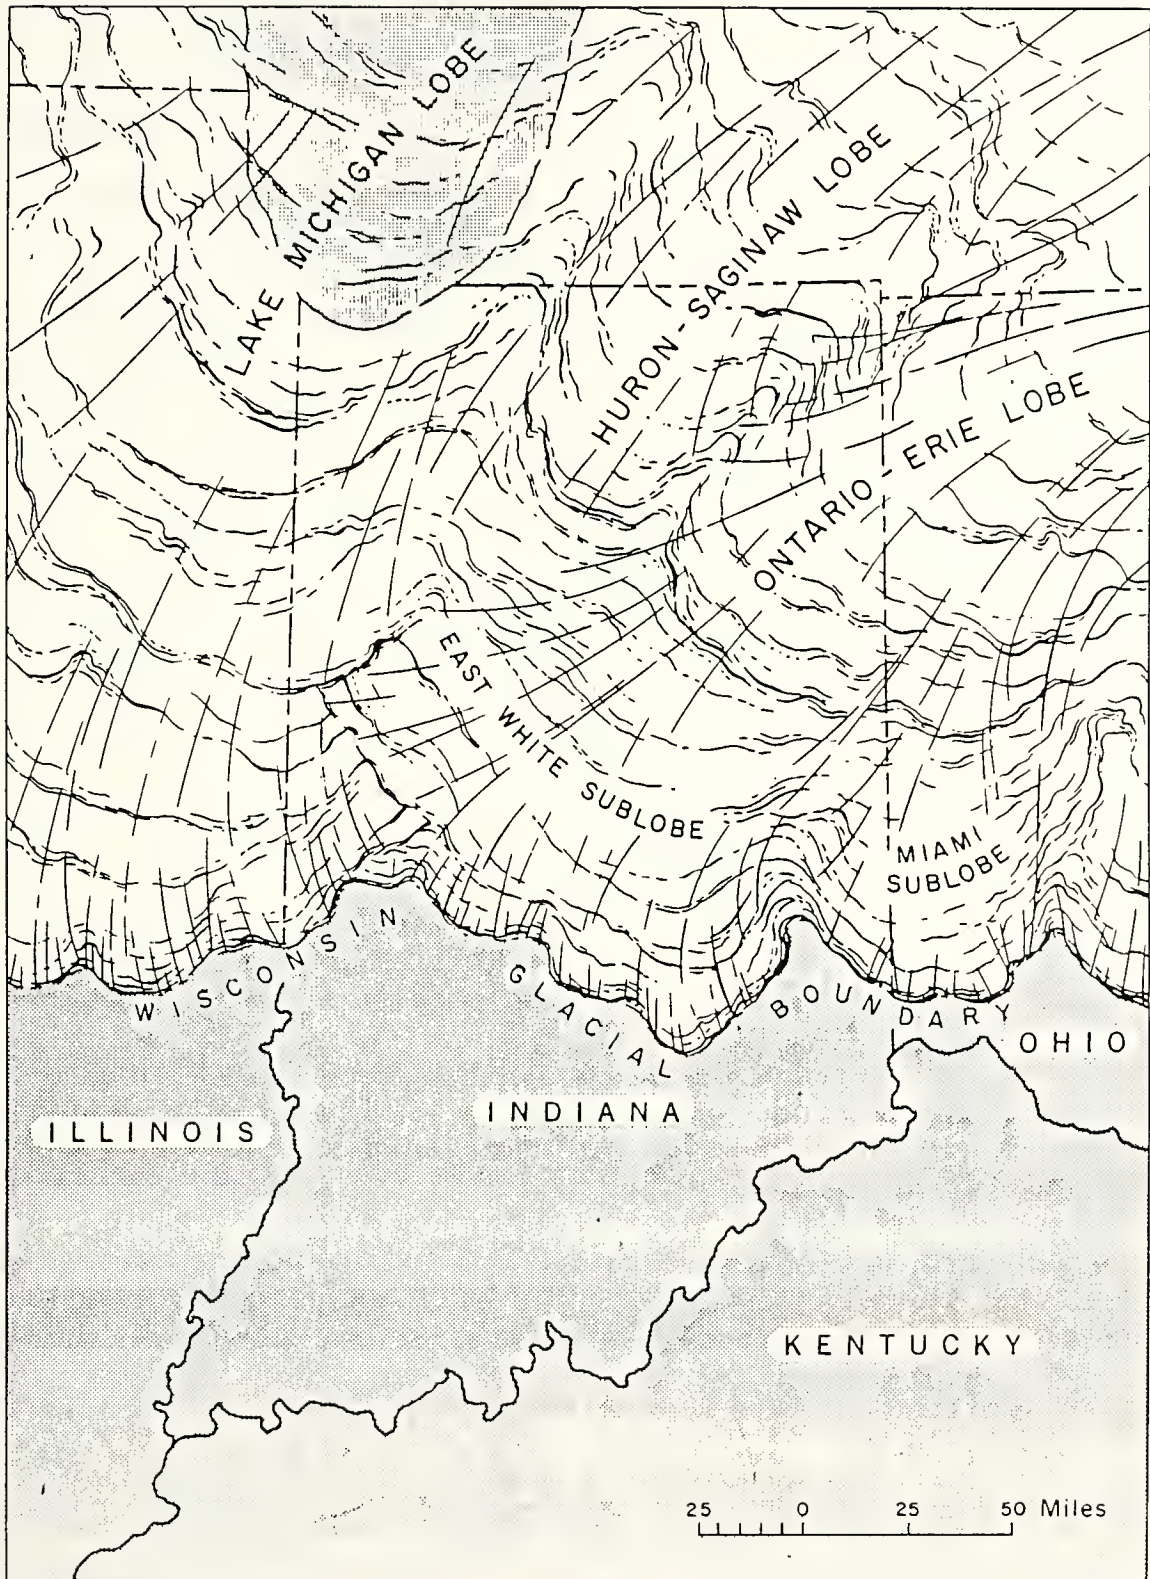 LAKE MICHIGAN LOBE
HURON-SAGINAW LOBE
ONTARIO-ERIE LOBE
EAST WHITE SUBLOBE
MIAMI
SUBLOBE
WISCONSIN GLACIAL BOUNDARY
OHIO
INDIANA
ILLINOIS
KENTUCKY
25 0 25 50 Miles